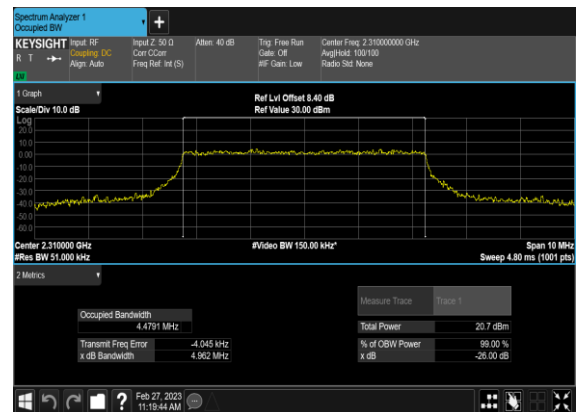 Spectrum Analyzer 1
Occupied BW
KEYSIGHT Input: RF Input Z: 50 Ω Atten: 40 dB Trig: Free Run Center Freq: 2.310000000 GHz
R T Coupling: DC Corr CCorr Gate: Off Avg|Hold: 100/100
Align: Auto Freq Ref: Int (S) #IF Gain: Low Radio Std: None
LW
1 Graph
Ref Lvl Offset 8.40 dB
Scale/Div 10.0 dB Ref Value 30.00 dBm
Log
20.0
10.0
0.00
-10.0
-20.0
-30.0
-40.0
-50.0
-60.0
Center 2.310000 GHz #Video BW 150.00 kHz* Span 10 MHz
#Res BW 51.000 kHz Sweep 4.80 ms (1001 pts)
2 Metrics
Measure Trace Trace 1
Occupied Bandwidth
4.4791 MHz Total Power 20.7 dBm
Transmit Freq Error -4.045 kHz % of OBW Power 99.00 %
x dB Bandwidth 4.962 MHz x dB -26.00 dB
? Feb 27, 2023
11:19:44 AM